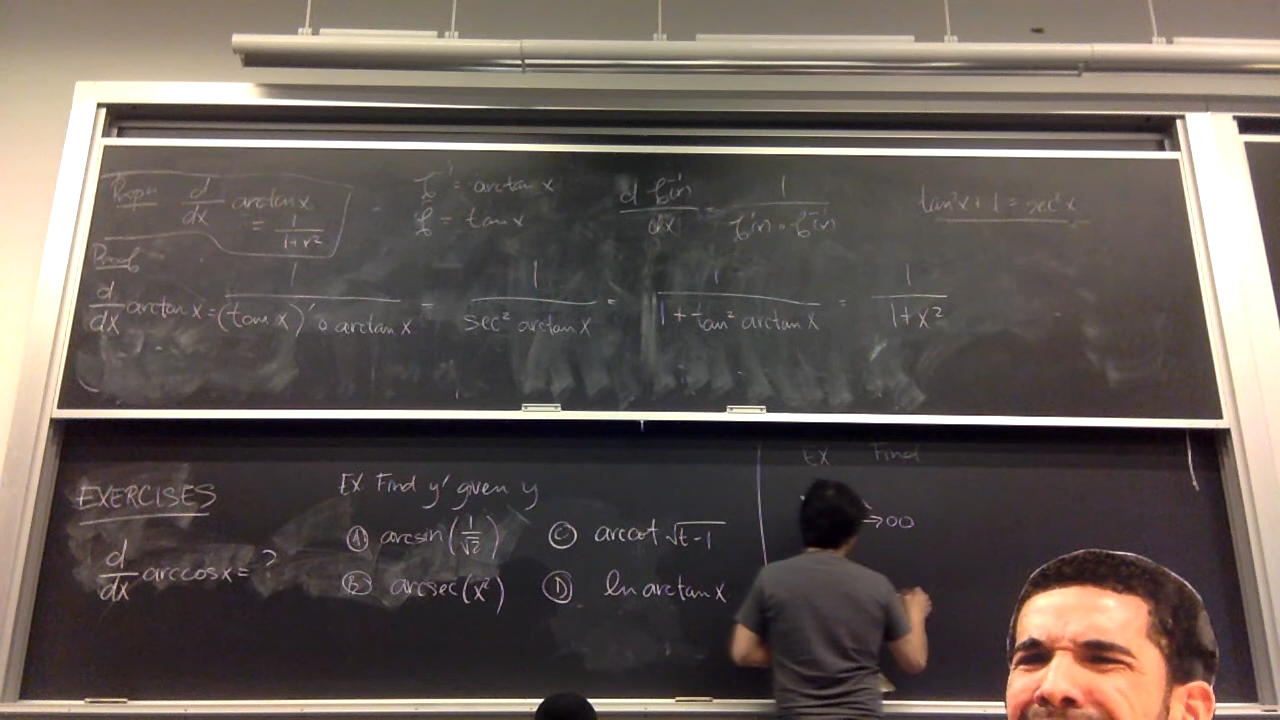 Prop: d/dx arctan x = 1/(1+x²)
f⁻¹ = arctan x
f = tan x
d f⁻¹/dx = 1/(f' ∘ f⁻¹)
tan²x + 1 = sec²x
Proof
d/dx arctan x = 1/((tan x)' ∘ arctan x) = 1/(sec² arctan x) = 1/(1 + tan² arctan x) = 1/(1+x²)
EXERCISES
d/dx arccos x = ?
EX Find y' given y
Ⓐ arcsin(1/√2)
Ⓑ arcsec(x²)
Ⓒ arccot √t-1
Ⓓ ln arctan x
EX Find
→∞